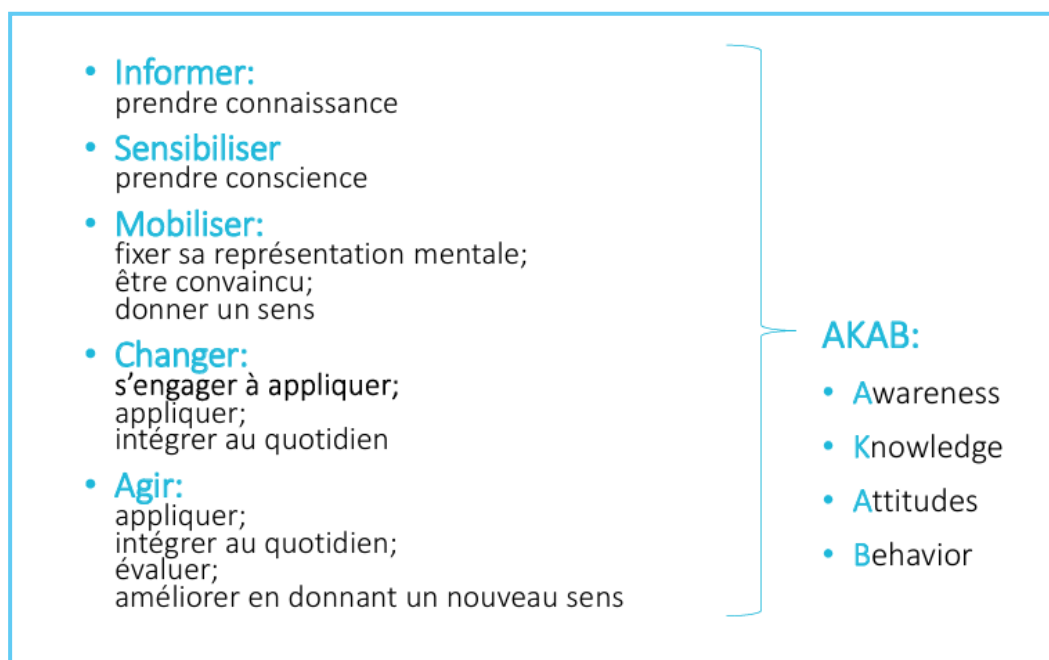 • Informer:
prendre connaissance
• Sensibiliser
prendre conscience
• Mobiliser:
fixer sa représentation mentale;
être convaincu;
donner un sens
• Changer:
s’engager à appliquer;
appliquer;
intégrer au quotidien
• Agir:
appliquer;
intégrer au quotidien;
évaluer;
améliorer en donnant un nouveau sens
AKAB:
• Awareness
• Knowledge
• Attitudes
• Behavior